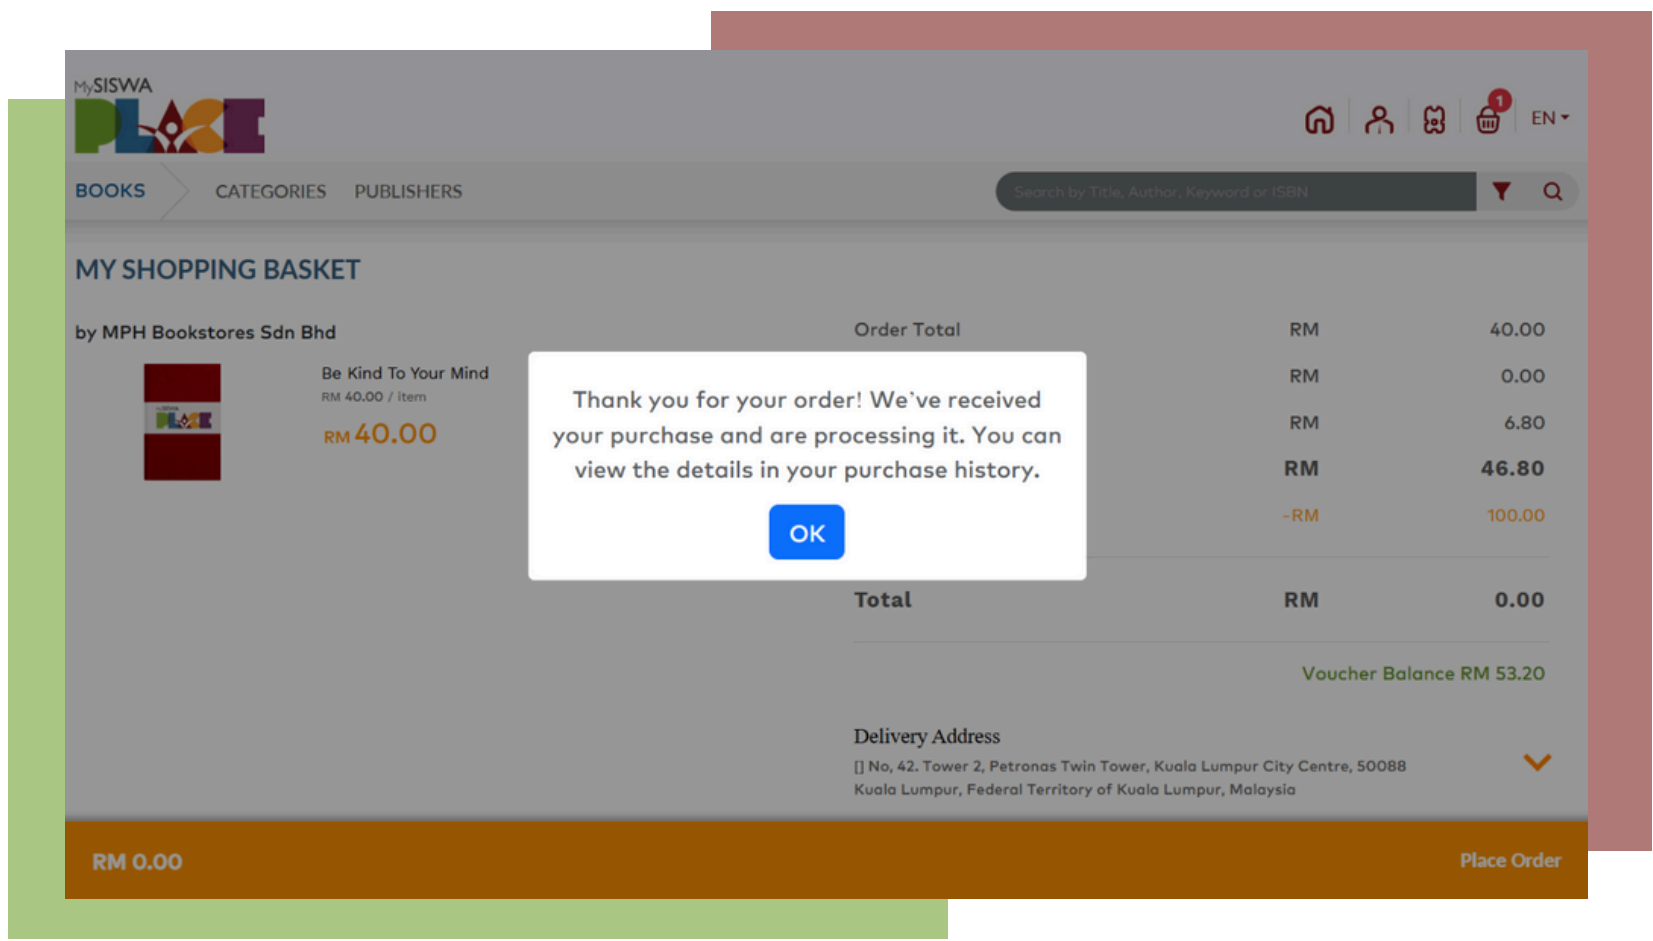 MySISWA
PLACE
1
EN
BOOKS CATEGORIES PUBLISHERS Search by Title, Author, Keyword or ISBN
MY SHOPPING BASKET
by MPH Bookstores Sdn Bhd
PLACE
Be Kind To Your Mind
RM 40.00 / item
RM 40.00
Order Total RM 40.00
RM 0.00
RM 6.80
RM 46.80
-RM 100.00
Thank you for your order! We`ve received
your purchase and are processing it. You can
view the details in your purchase history.
OK
Total RM 0.00
Voucher Balance RM 53.20
Delivery Address
[] No, 42. Tower 2, Petronas Twin Tower, Kuala Lumpur City Centre, 50088
Kuala Lumpur, Federal Territory of Kuala Lumpur, Malaysia
RM 0.00 Place Order